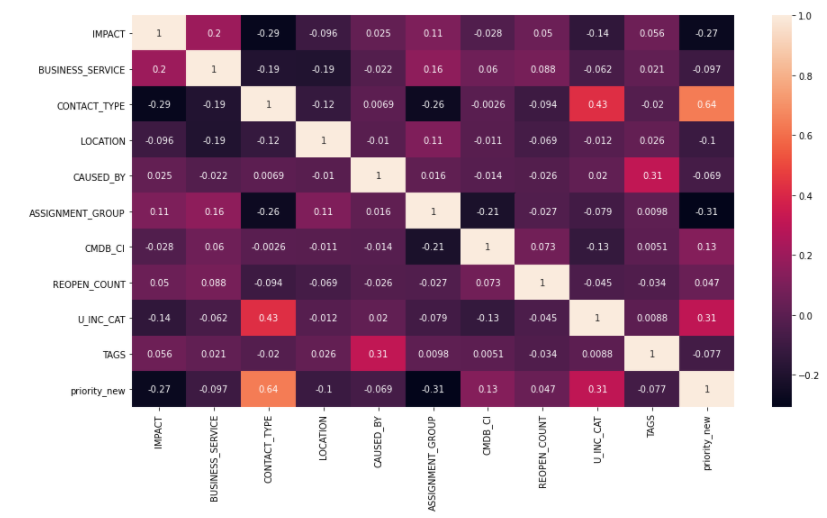 IMPACT 1 0.2 -0.29 -0.096 0.025 0.11 -0.028 0.05 -0.14 0.056 -0.27
BUSINESS_SERVICE 0.2 1 -0.19 -0.19 -0.022 0.16 0.06 0.088 -0.062 0.021 -0.097
CONTACT_TYPE -0.29 -0.19 1 -0.12 0.0069 -0.26 -0.0026 -0.094 0.43 -0.02 0.64
LOCATION -0.096 -0.19 -0.12 1 -0.01 0.11 -0.011 -0.069 -0.012 0.026 -0.1
CAUSED_BY 0.025 -0.022 0.0069 -0.01 1 0.016 -0.014 -0.026 0.02 0.31 -0.069
ASSIGNMENT_GROUP 0.11 0.16 -0.26 0.11 0.016 1 -0.21 -0.027 -0.079 0.0098 -0.31
CMDB_CI -0.028 0.06 -0.0026 -0.011 -0.014 -0.21 1 0.073 -0.13 0.0051 0.13
REOPEN_COUNT 0.05 0.088 -0.094 -0.069 -0.026 -0.027 0.073 1 -0.045 -0.034 0.047
U_INC_CAT -0.14 -0.062 0.43 -0.012 0.02 -0.079 -0.13 -0.045 1 0.0088 0.31
TAGS 0.056 0.021 -0.02 0.026 0.31 0.0098 0.0051 -0.034 0.0088 1 -0.077
priority_new -0.27 -0.097 0.64 -0.1 -0.069 -0.31 0.13 0.047 0.31 -0.077 1
IMPACT
BUSINESS_SERVICE
CONTACT_TYPE
LOCATION
CAUSED_BY
ASSIGNMENT_GROUP
CMDB_CI
REOPEN_COUNT
U_INC_CAT
TAGS
priority_new
1.0
0.8
0.6
0.4
0.2
0.0
−0.2